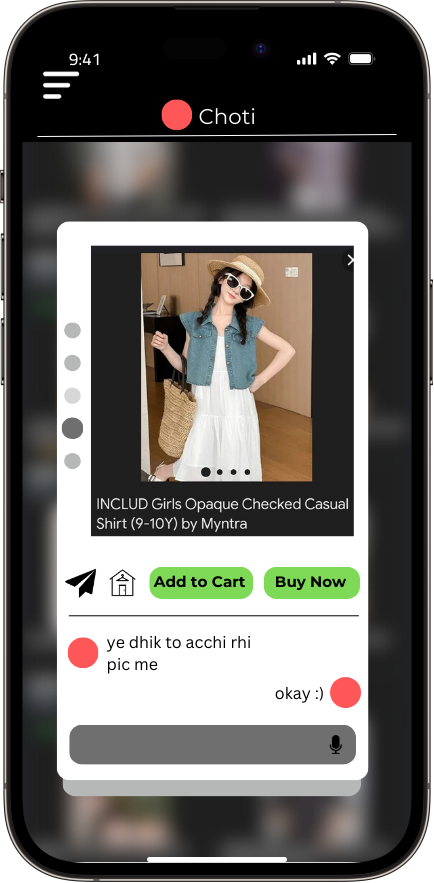 9:41
Choti
INCLUD Girls Opaque Checked Casual
Shirt (9-10Y) by Myntra
Add to Cart
Buy Now
ye dhik to acchi rhi
pic me
okay :)